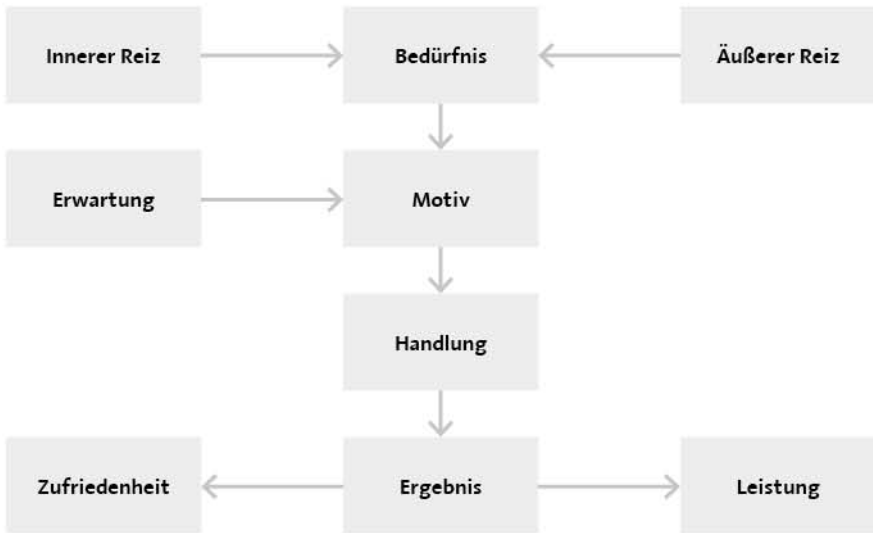 Innerer Reiz
Bedürfnis
Äußerer Reiz
Erwartung
Motiv
Handlung
Zufriedenheit
Ergebnis
Leistung